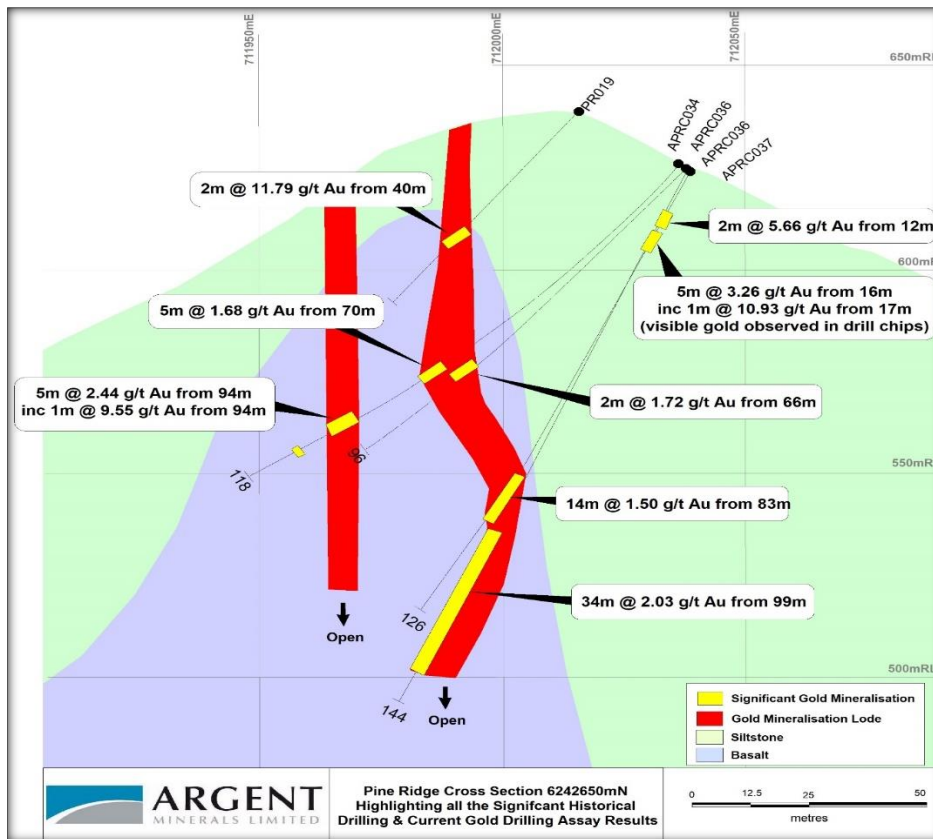 711950mE
712000mE
712050mE
650mRL
PR019
APRC034
APRC036
APRC036
APRC037
2m @ 11.79 g/t Au from 40m
2m @ 5.66 g/t Au from 12m
600mRL
5m @ 3.26 g/t Au from 16m
inc 1m @ 10.93 g/t Au from 17m
(visible gold observed in drill chips)
5m @ 1.68 g/t Au from 70m
5m @ 2.44 g/t Au from 94m
inc 1m @ 9.55 g/t Au from 94m
2m @ 1.72 g/t Au from 66m
96
118
550mRL
14m @ 1.50 g/t Au from 83m
34m @ 2.03 g/t Au from 99m
126
Open
500mRL
144
Open
Significant Gold Mineralisation
Gold Mineralisation Lode
Siltstone
Basalt
ARGENT
MINERALS LIMITED
Pine Ridge Cross Section 6242650mN
Highlighting all the Signifcant Historical
Drilling & Current Gold Drilling Assay Results
0 12.5 25 50
metres